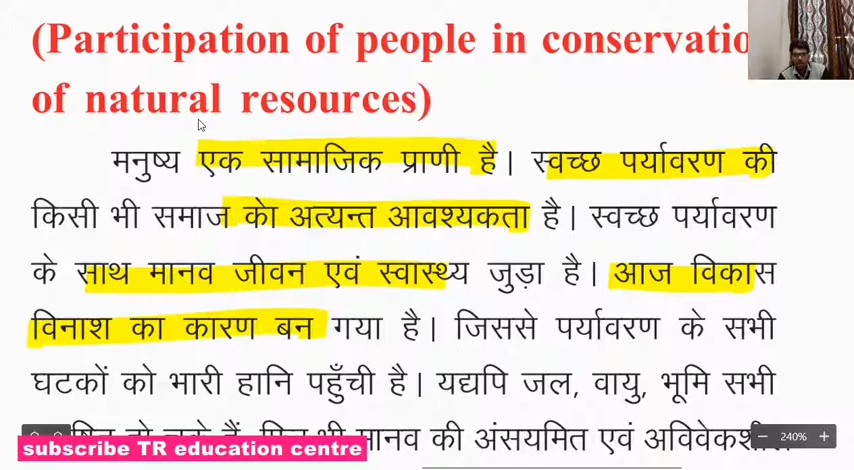 (Participation of people in conservatio
of natural resources)
मनुष्य एक सामाजिक प्राणी है। स्वच्छ पर्यावरण की
किसी भी समाज केा अत्यन्त आवश्यकता है। स्वच्छ पर्यावरण
के साथ मानव जीवन एवं स्वास्थ्य जुड़ा है। आज विकास
विनाश का कारण बन गया है। जिससे पर्यावरण के सभी
घटकों को भारी हानि पहुँची है। यद्यपि जल, वायु, भूमि सभी
मानव की अंसयमित एवं
subscribe TR education centre
240%